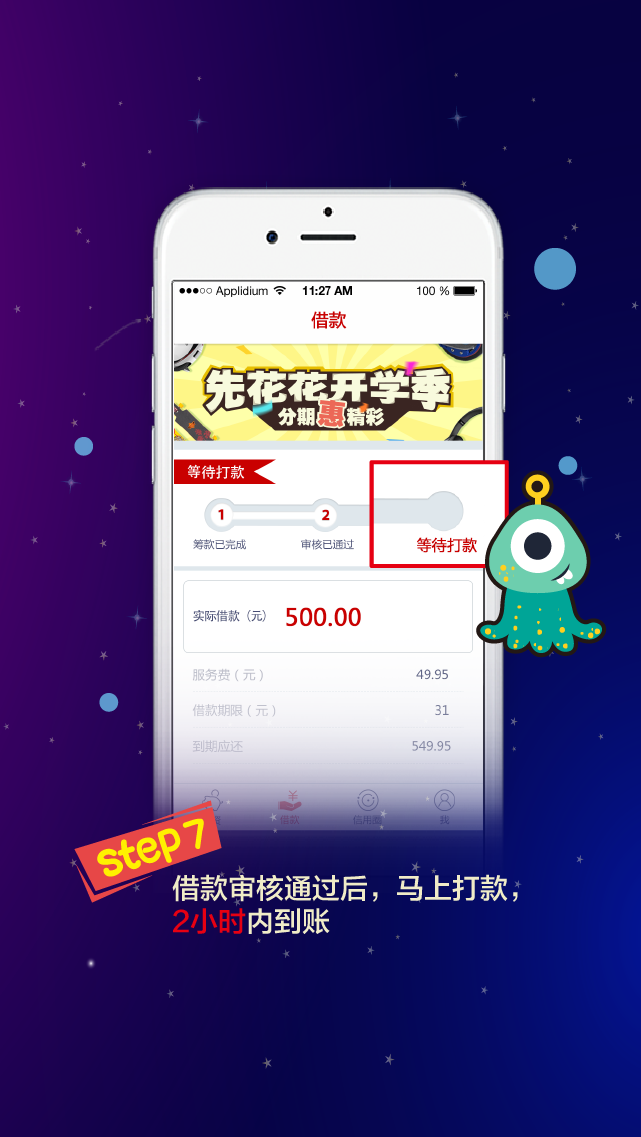 ●●●○○ Applidium 11:27 AM 100 %
借款
先花花开学季
分期惠精彩
等待打款
1 2
筹款已完成 审核已通过 等待打款
实际借款（元） 500.00
服务费（元） 49.95
借款期限（元） 31
到期应还 549.95
借款 信用圈 我
step 7
借款审核通过后，马上打款，
2小时内到账